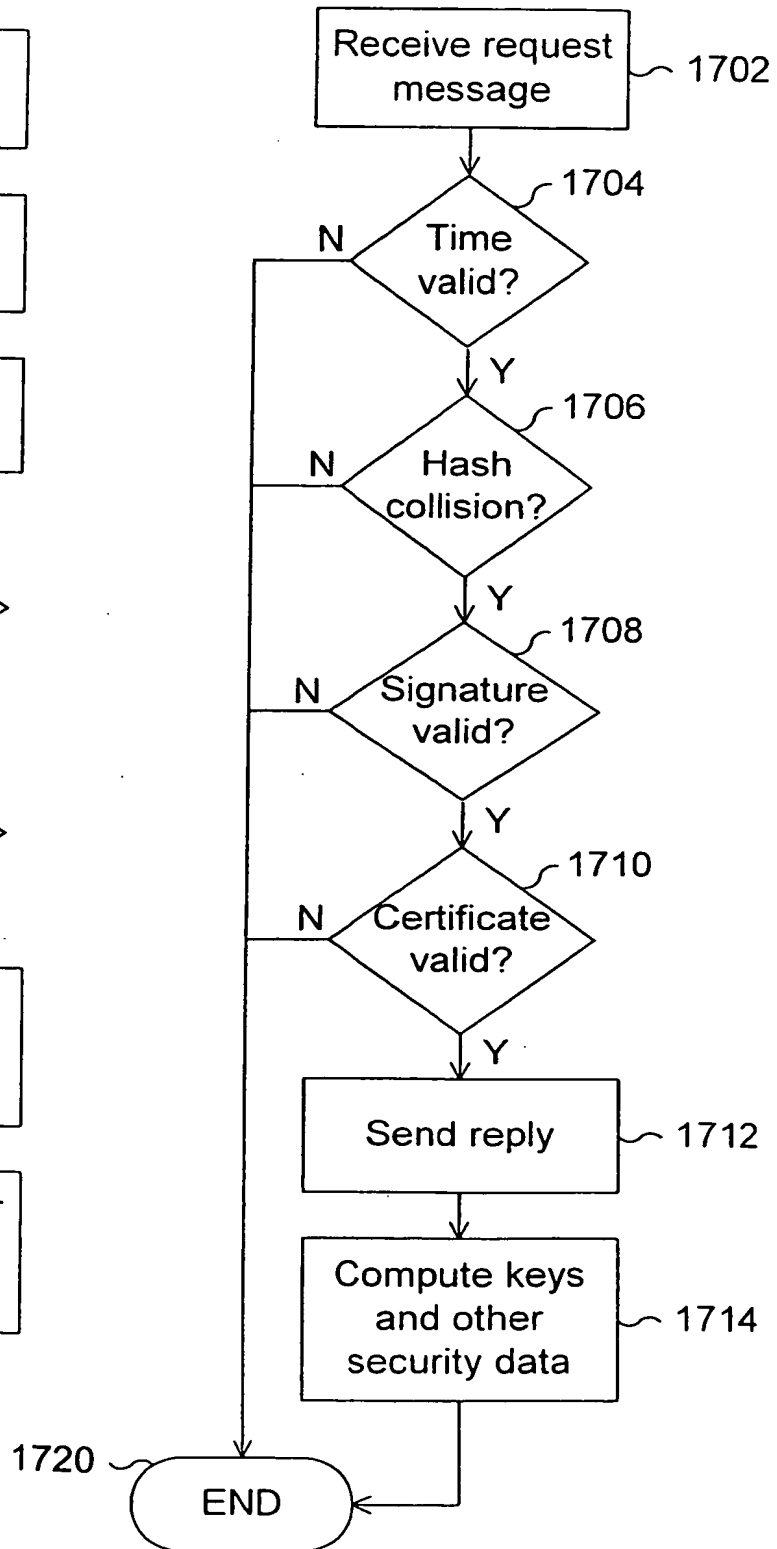 Receive request
message
1702
1704
Time
valid?
N
Y
1706
Hash
collision?
N
Y
1708
Signature
valid?
N
Y
1710
Certificate
valid?
N
Y
Send reply
1712
Compute keys
and other
security data
1714
1720
END